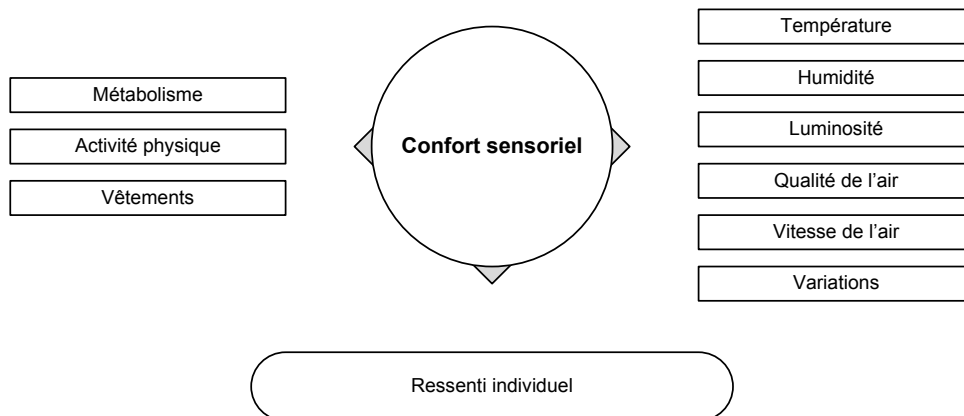 Métabolisme
Activité physique
Vêtements
Confort sensoriel
Température
Humidité
Luminosité
Qualité de l’air
Vitesse de l’air
Variations
Ressenti individuel